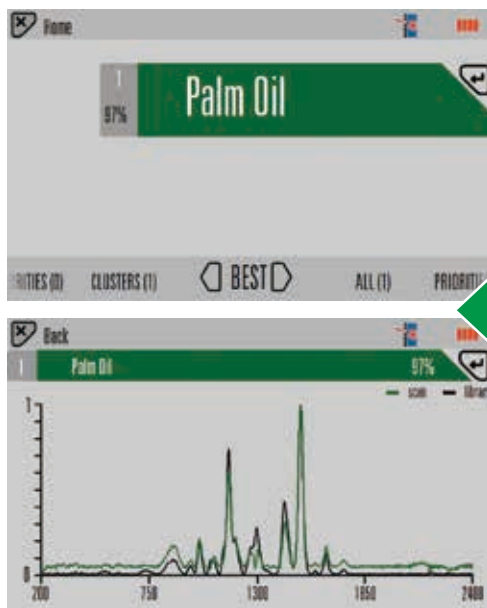 Home
1
97%
Palm Oil
CLUSTERS (1)
BEST
ALL (1)
Back
1
Palm Oil
97%
scan
1
0
200
750
1300
1850
2400